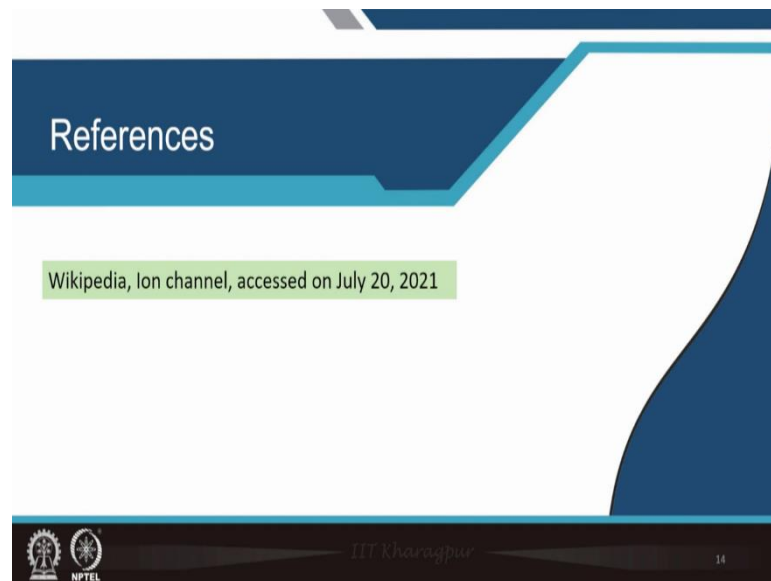 References
Wikipedia, Ion channel, accessed on July 20, 2021
IIT Kharagpur
NPTEL
14